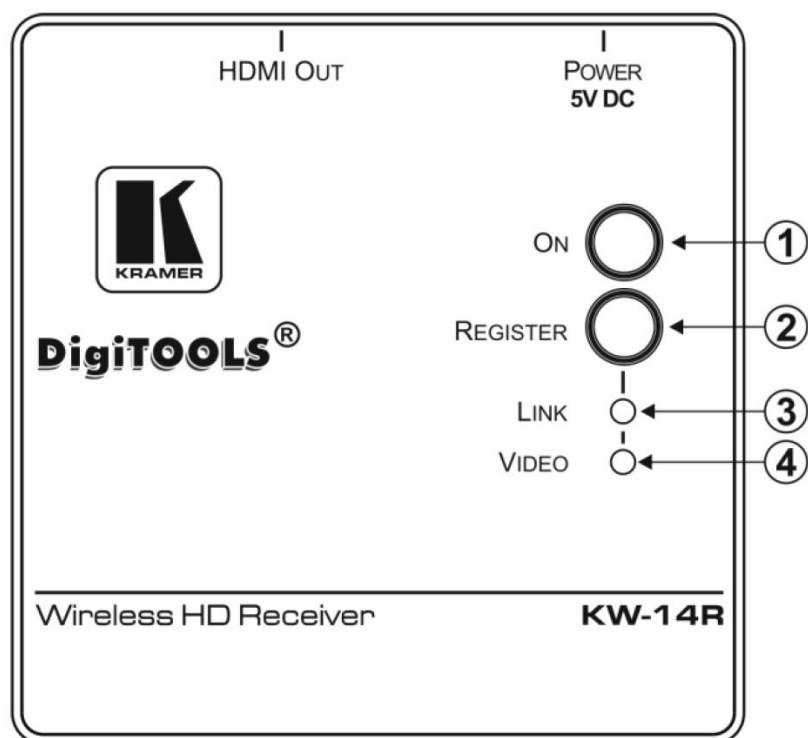 HDMI OUT
POWER
5V DC
K
KRAMER
DigiTOOLS®
ON
1
REGISTER
2
LINK
3
VIDEO
4
Wireless HD Receiver
KW-14R